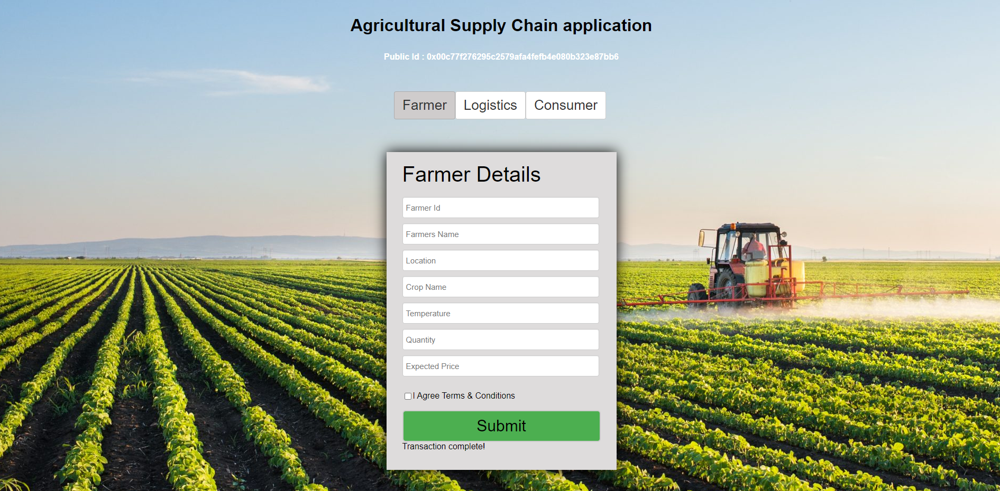 Agricultural Supply Chain application
Public Id : 0x00c77f276295c2579afa4fefb4e080b323e87bb6
Farmer Logistics Consumer
Farmer Details
Farmer Id
Farmers Name
Location
Crop Name
Temperature
Quantity
Expected Price
I Agree Terms & Conditions
Submit
Transaction complete!